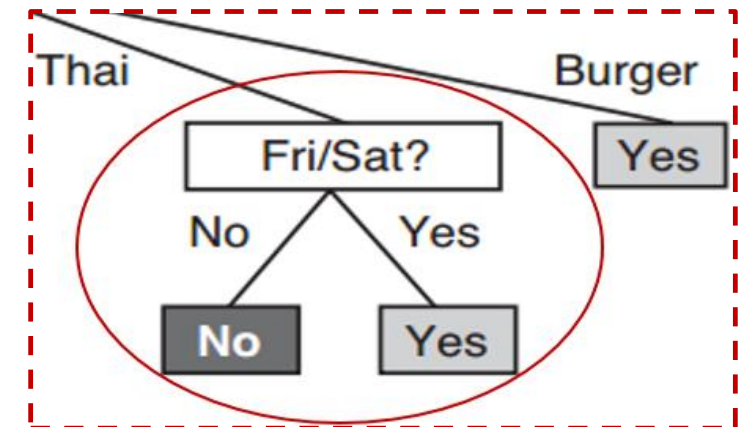 Thai Burger
Fri/Sat? Yes
No Yes
No Yes